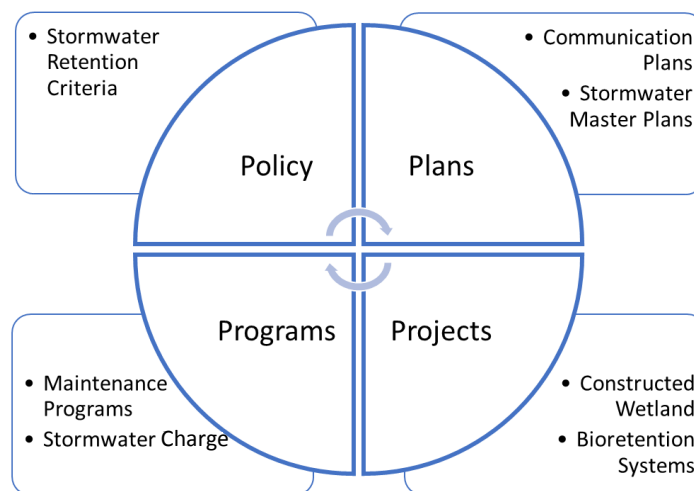 • Stormwater
Retention
Criteria
• Communication
Plans
• Stormwater
Master Plans
Policy
Plans
Programs
Projects
• Maintenance
Programs
• Stormwater Charge
• Constructed
Wetland
• Bioretention
Systems